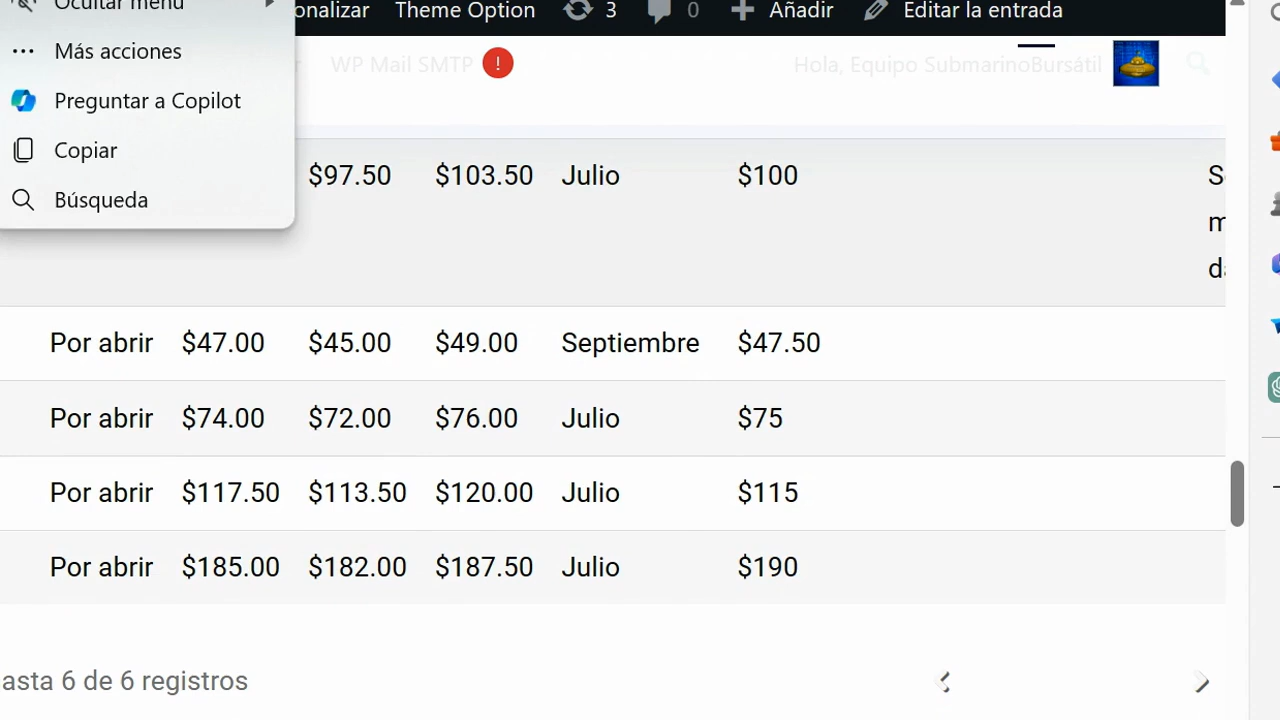 Ocultar menú
Más acciones
Preguntar a Copilot
Copiar
Búsqueda
Theme Option 3 0 Añadir Editar la entrada
WP Mail SMTP ! Hola, Equipo SubmarinoBursátil
$97.50 $103.50 Julio $100
Por abrir $47.00 $45.00 $49.00 Septiembre $47.50
Por abrir $74.00 $72.00 $76.00 Julio $75
Por abrir $117.50 $113.50 $120.00 Julio $115
Por abrir $185.00 $182.00 $187.50 Julio $190
asta 6 de 6 registros